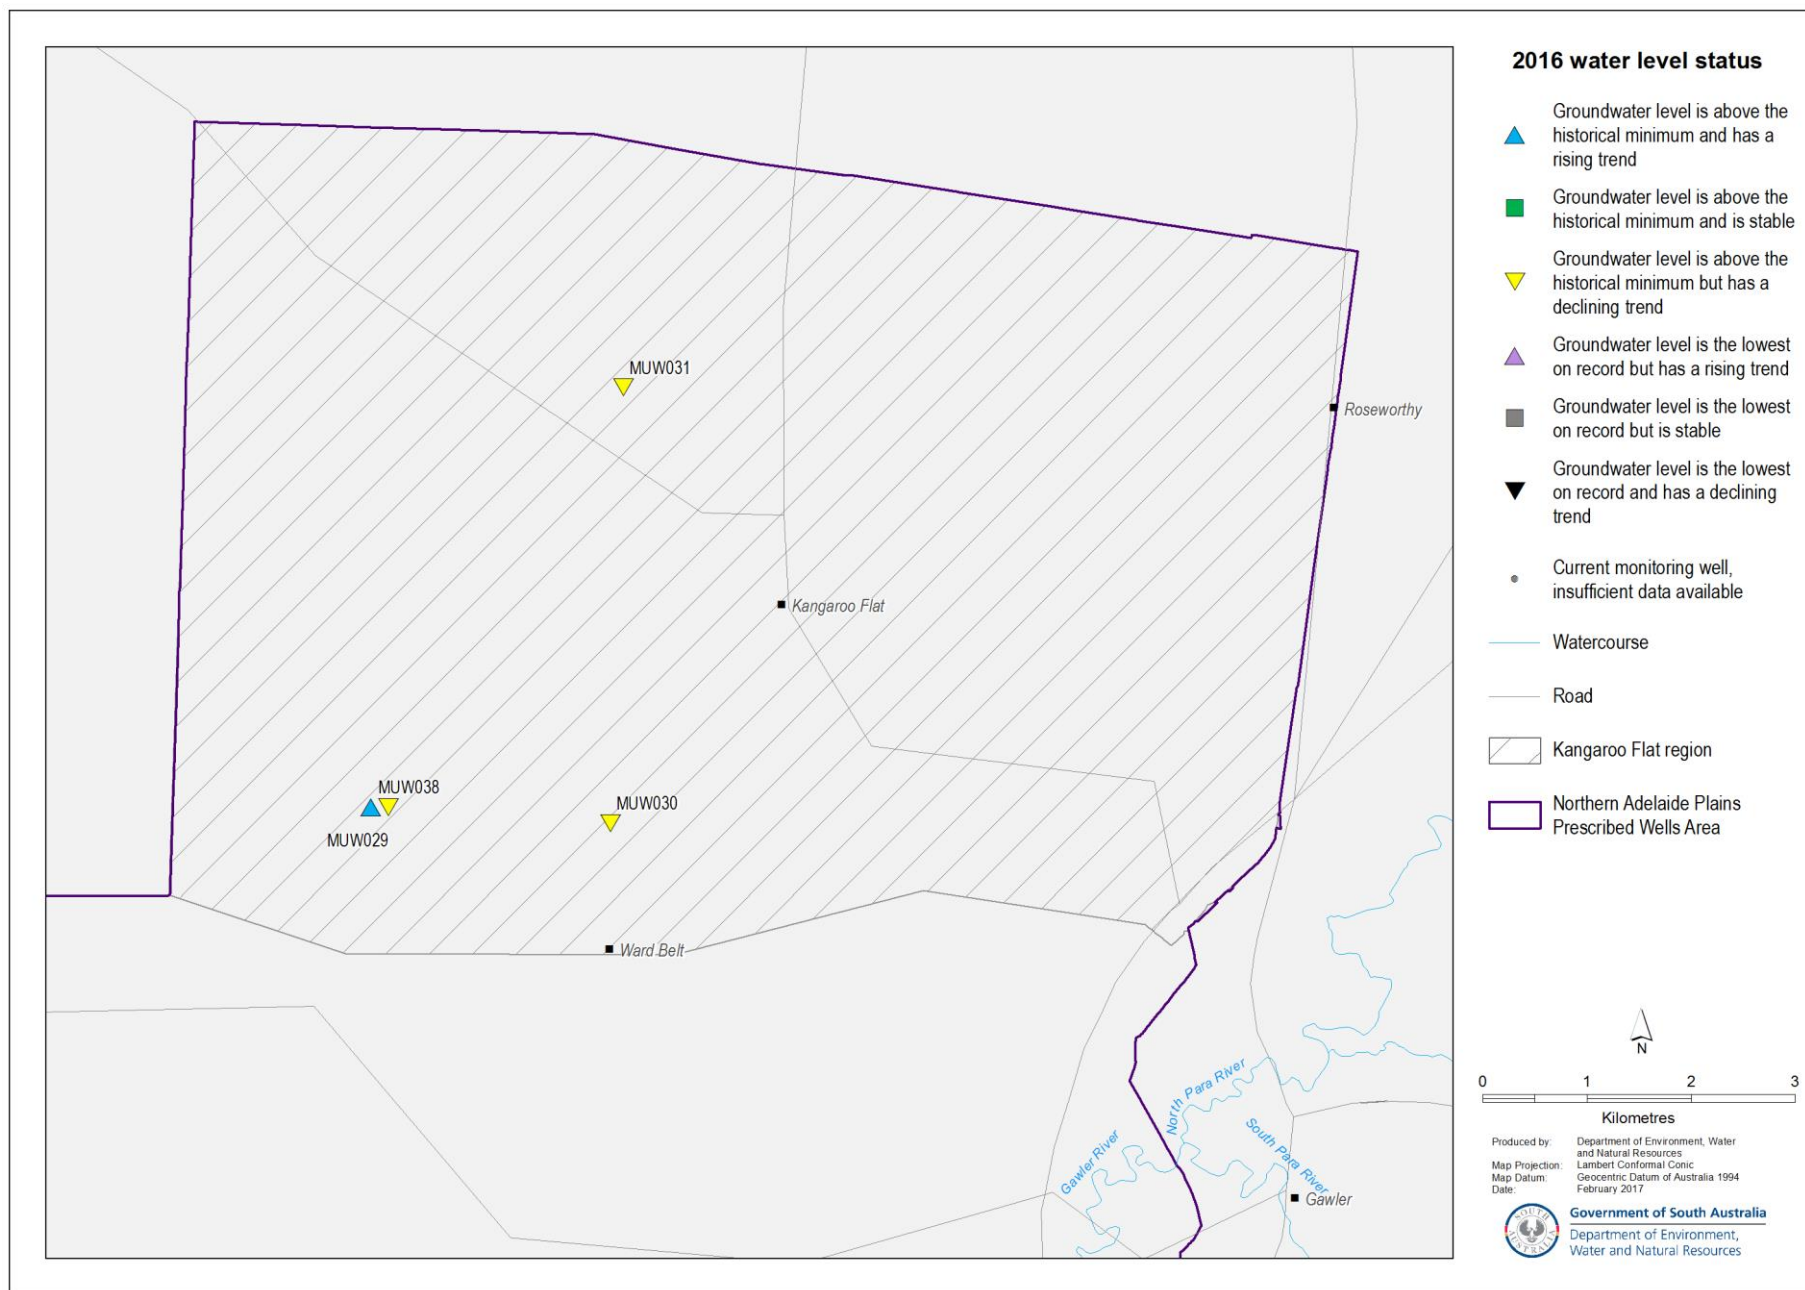 2016 water level status
Groundwater level is above the
historical minimum and has a
rising trend
Groundwater level is above the
historical minimum and is stable
Groundwater level is above the
historical minimum but has a
declining trend
Groundwater level is the lowest
on record but has a rising trend
Groundwater level is the lowest
on record but is stable
Groundwater level is the lowest
on record and has a declining
trend
Current monitoring well,
insufficient data available
Watercourse
Road
Kangaroo Flat region
Northern Adelaide Plains
Prescribed Wells Area
MUW031
Roseworthy
Kangaroo Flat
MUW038
MUW030
MUW029
Ward Belt
North Para River
South Para River
Gawler River
Gawler
N
0 1 2 3
Kilometres
Produced by: Department of Environment, Water
and Natural Resources
Map Projection: Lambert Conformal Conic
Map Datum: Geocentric Datum of Australia 1994
Date: February 2017
SOUTH
AUSTRALIA
Government of South Australia
Department of Environment,
Water and Natural Resources